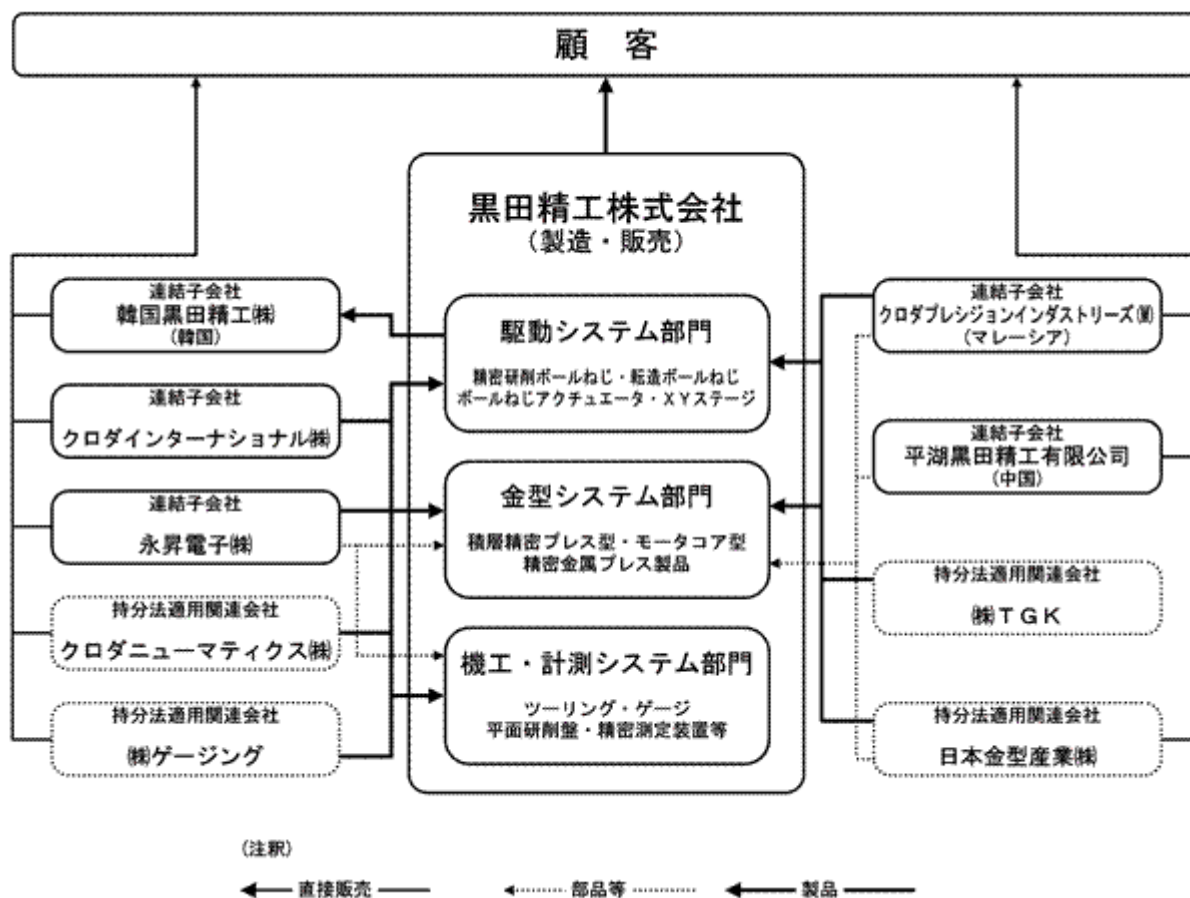 顧 客
黒田精工株式会社
(製造・販売)
連結子会社
韓国黒田精工㈱
(韓国)
連結子会社
クロダインターナショナル㈱
連結子会社
永昇電子㈱
持分法適用関連会社
クロダニューマティクス㈱
持分法適用関連会社
㈱ゲージング
駆動システム部門
精密研削ボールねじ・転造ボールねじ
ボールねじアクチュエータ・XYステージ
金型システム部門
積層精密プレス型・モータコア型
精密金属プレス製品
機工・計測システム部門
ツーリング・ゲージ
平面研削盤・精密測定装置等
連結子会社
クロダプレシジョンインダストリーズ
(マレーシア)
連結子会社
平湖黒田精工有限公司
(中国)
持分法適用関連会社
㈱TGK
持分法適用関連会社
日本金型産業㈱
(注釈)
直接販売
部品等
製品